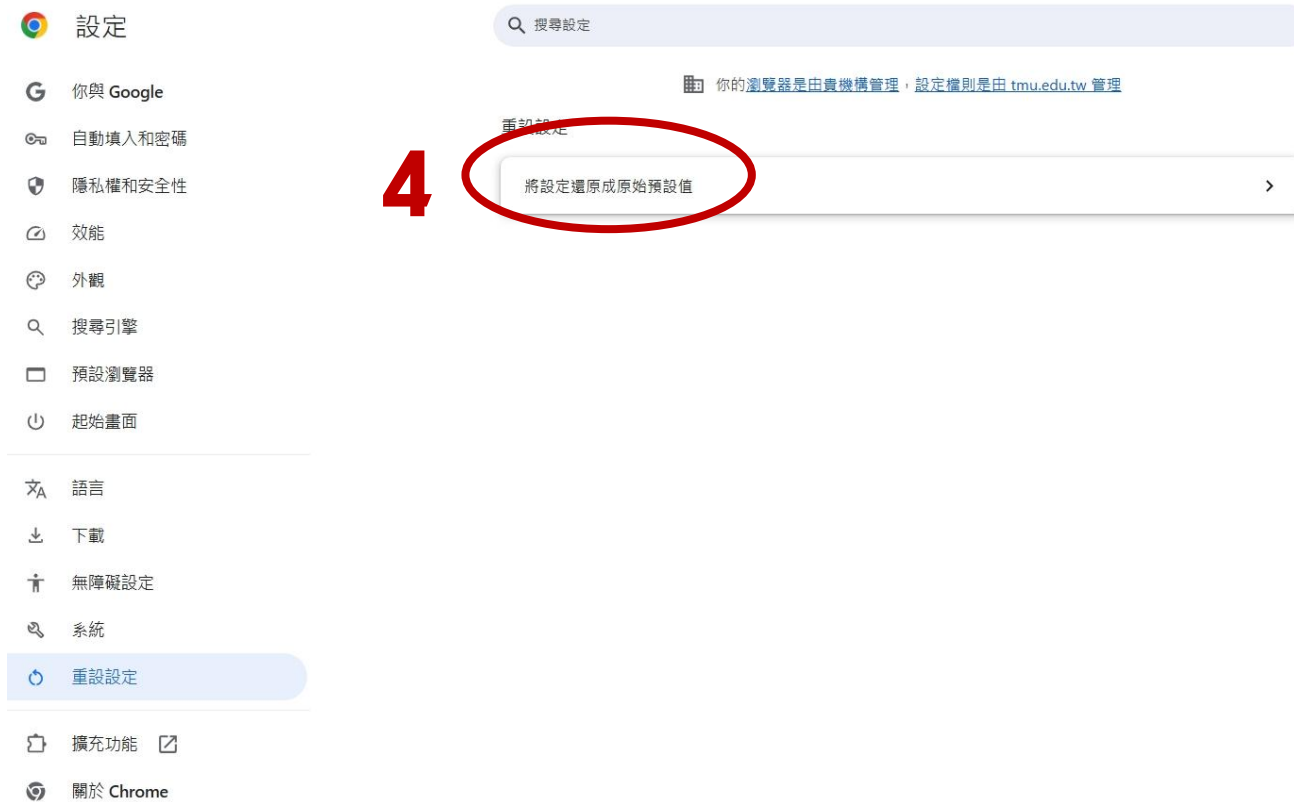 設定
搜尋設定
你與 Google
自動填入和密碼
隱私權和安全性
效能
外觀
搜尋引擎
預設瀏覽器
起始畫面
語言
下載
無障礙設定
系統
重設設定
擴充功能
關於 Chrome
你的瀏覽器是由貴機構管理，設定檔則是由 tmu.edu.tw 管理
重設設定
4
將設定還原成原始預設值